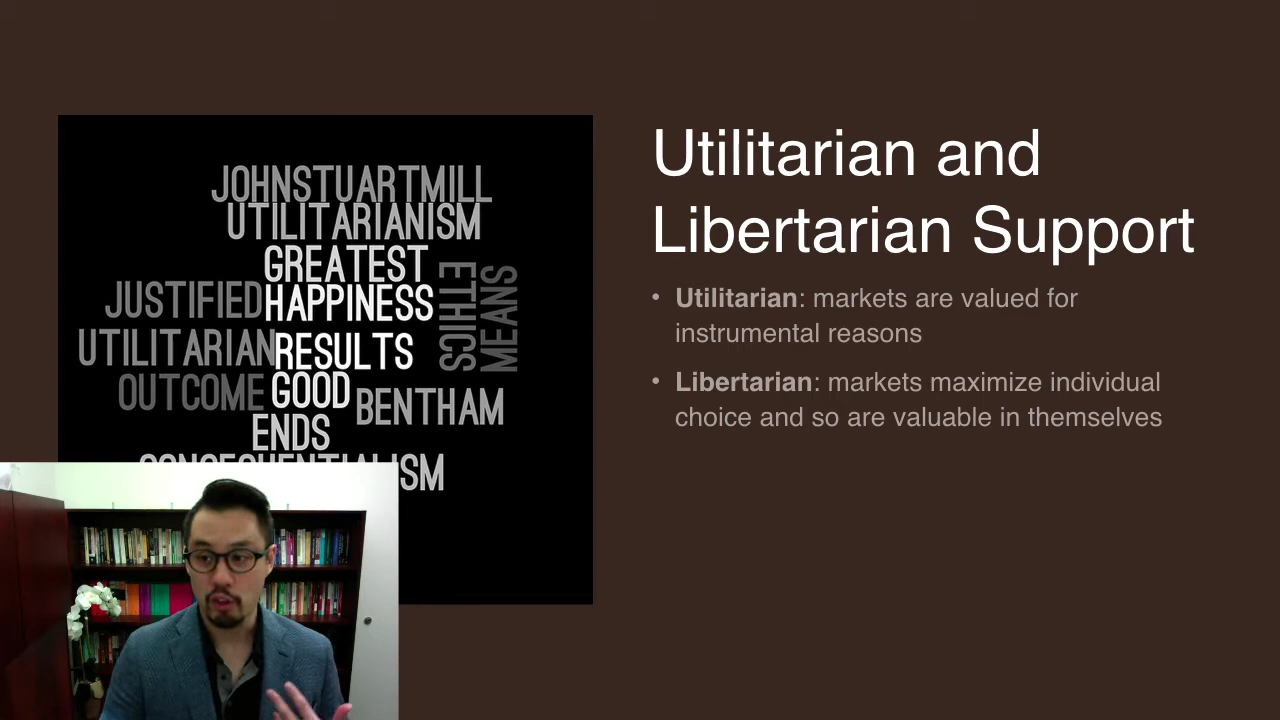 JOHNSTUARTMILL
UTILITARIANISM
GREATEST
JUSTIFIED HAPPINESS
ETHICS
MEANS
UTILITARIAN RESULTS
OUTCOME GOOD BENTHAM
ENDS
CONSEQUENTIALISM
Utilitarian and
Libertarian Support
• Utilitarian: markets are valued for
instrumental reasons
• Libertarian: markets maximize individual
choice and so are valuable in themselves